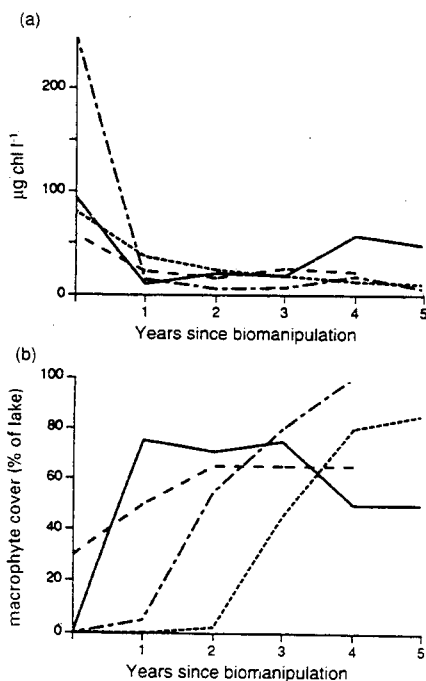 (a)
µg chl l⁻¹
200
100
0
1 2 3 4 5
Years since biomanipulation
(b)
macrophyte cover (% of lake)
100
80
60
40
20
0
1 2 3 4 5
Years since biomanipulation